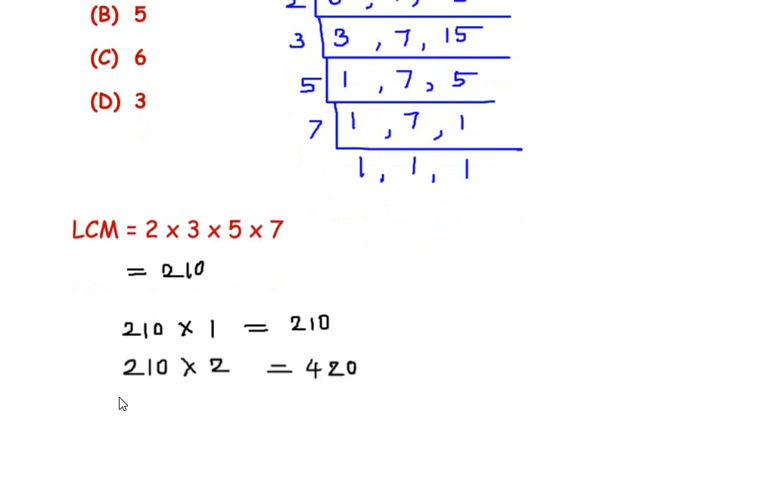 (B) 5
(C) 6
(D) 3
3 3 , 7 , 15
5 1 , 7 , 5
7 1 , 7 , 1
1 , 1 , 1
LCM = 2 x 3 x 5 x 7
= 210
210 × 1 = 210
210 × 2 = 420